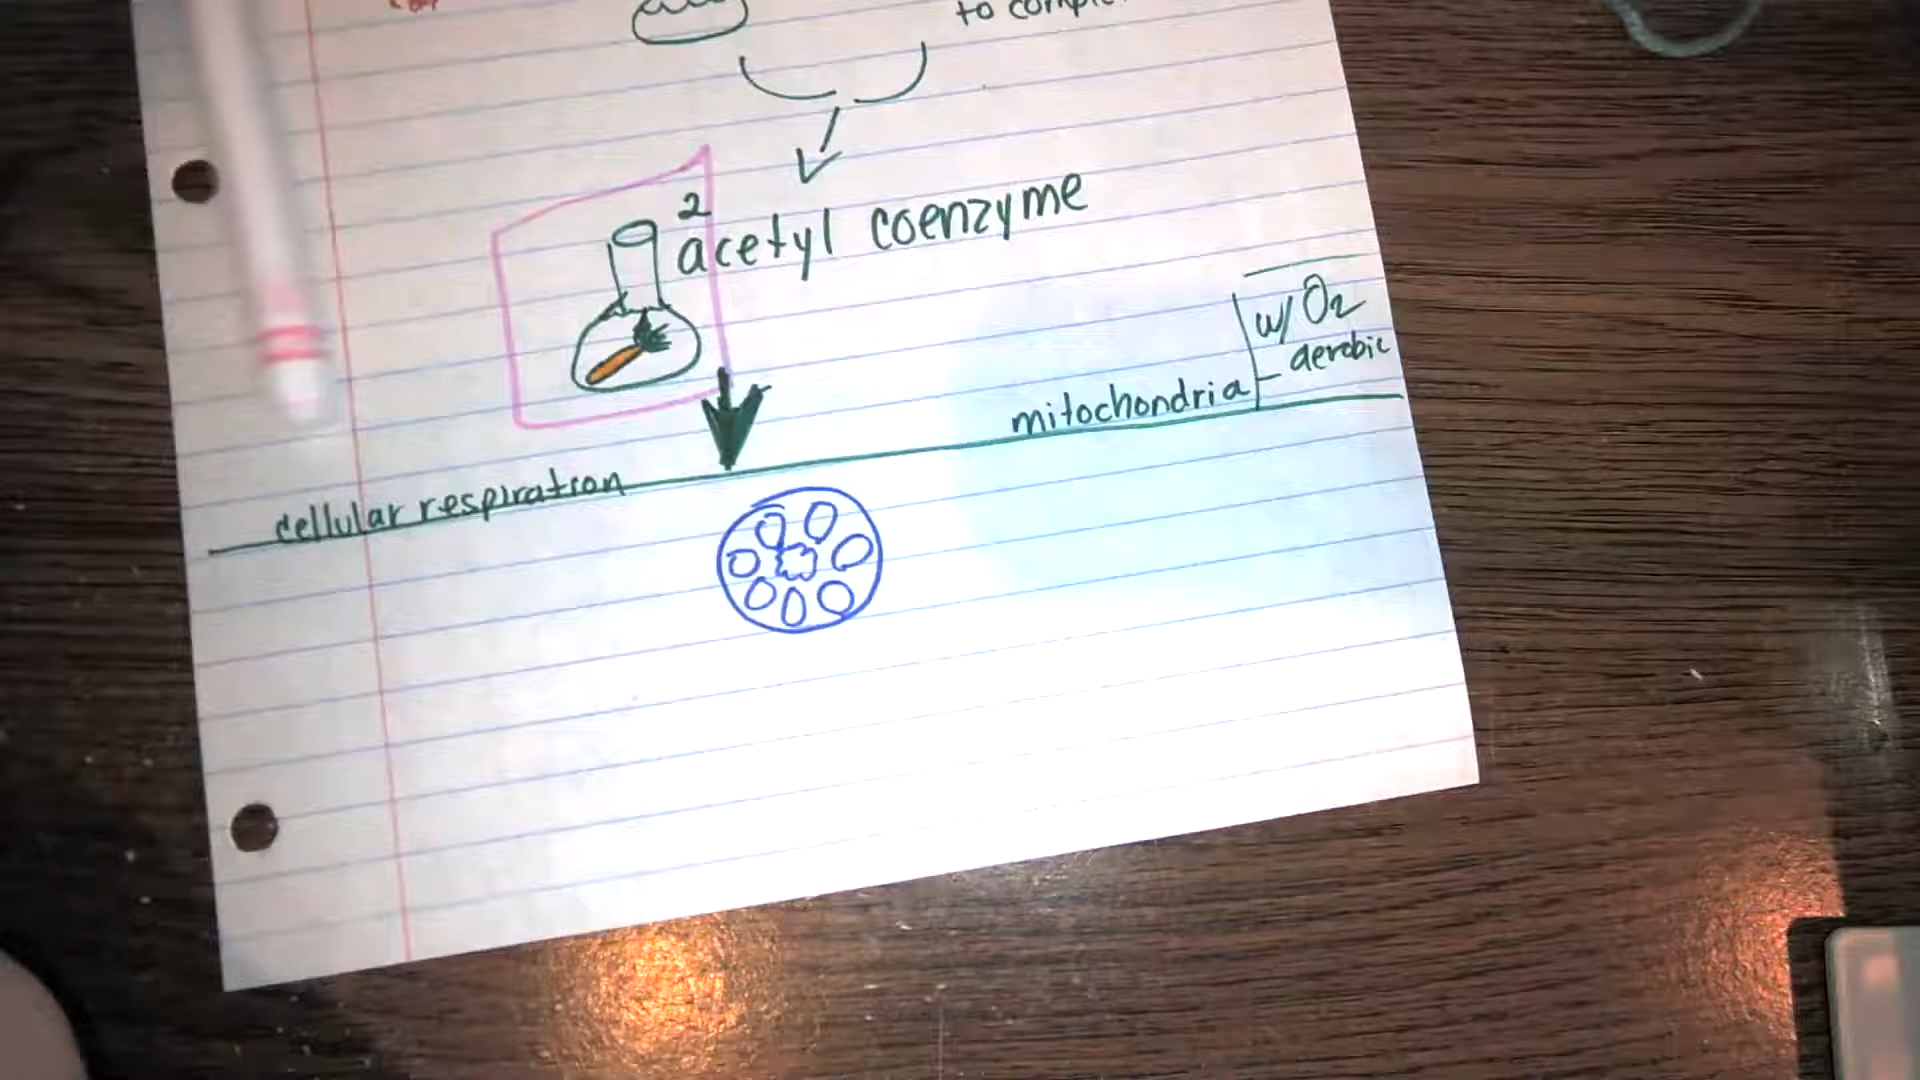 to
2
acetyl coenzyme
w/ O2
aerobic
mitochondria
cellular respiration